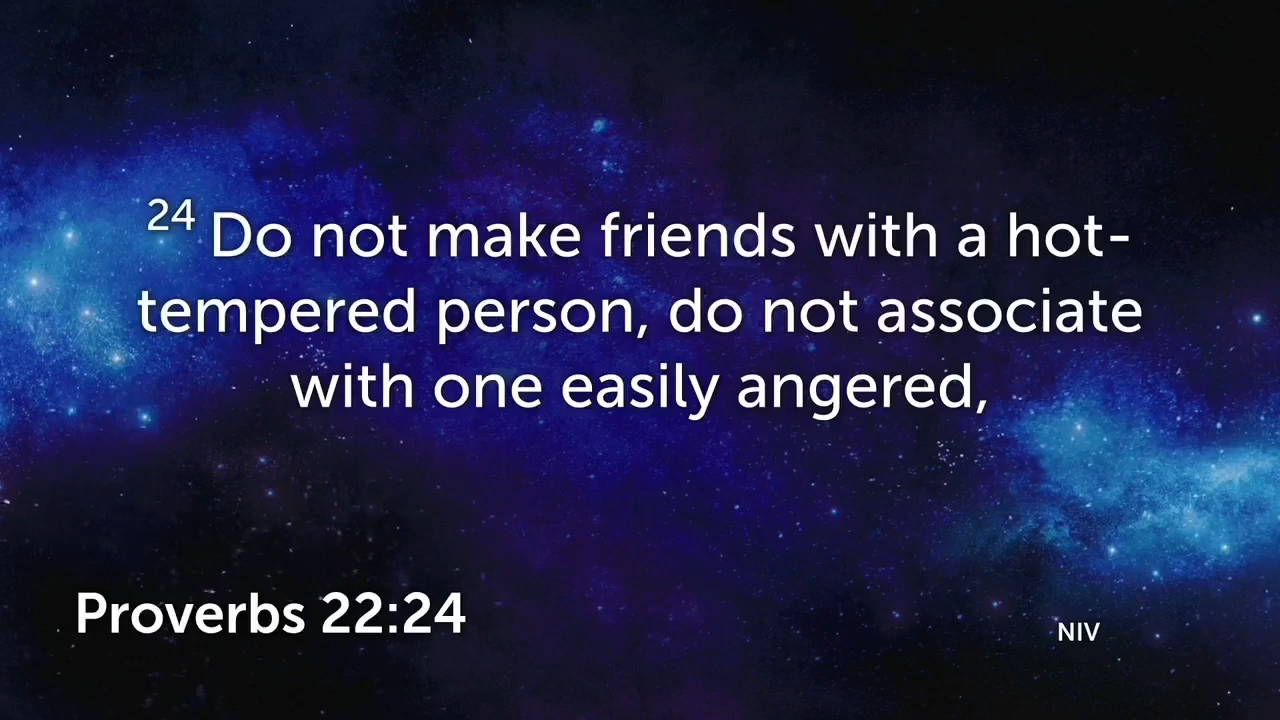 24 Do not make friends with a hot-
tempered person, do not associate
with one easily angered,
Proverbs 22:24
NIV